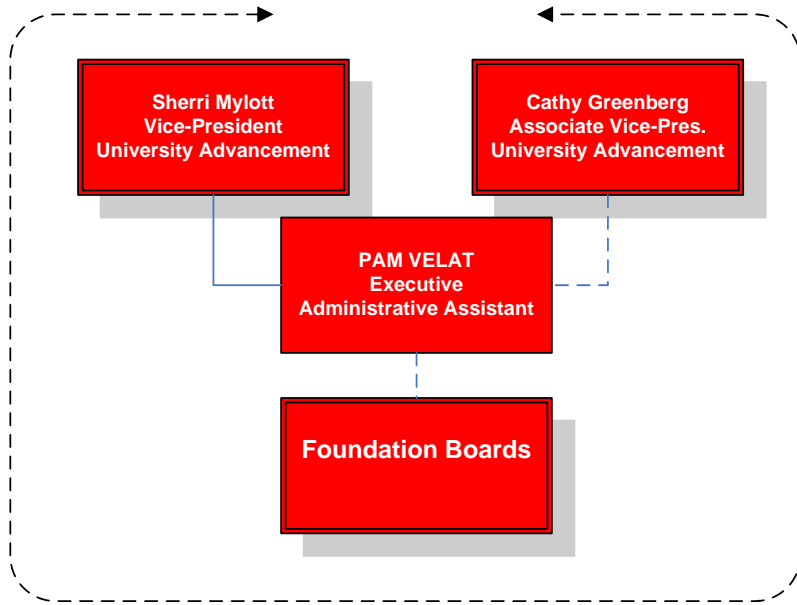 Sherri Mylott
Vice-President
University Advancement
Cathy Greenberg
Associate Vice-Pres.
University Advancement
PAM VELAT
Executive
Administrative Assistant
Foundation Boards